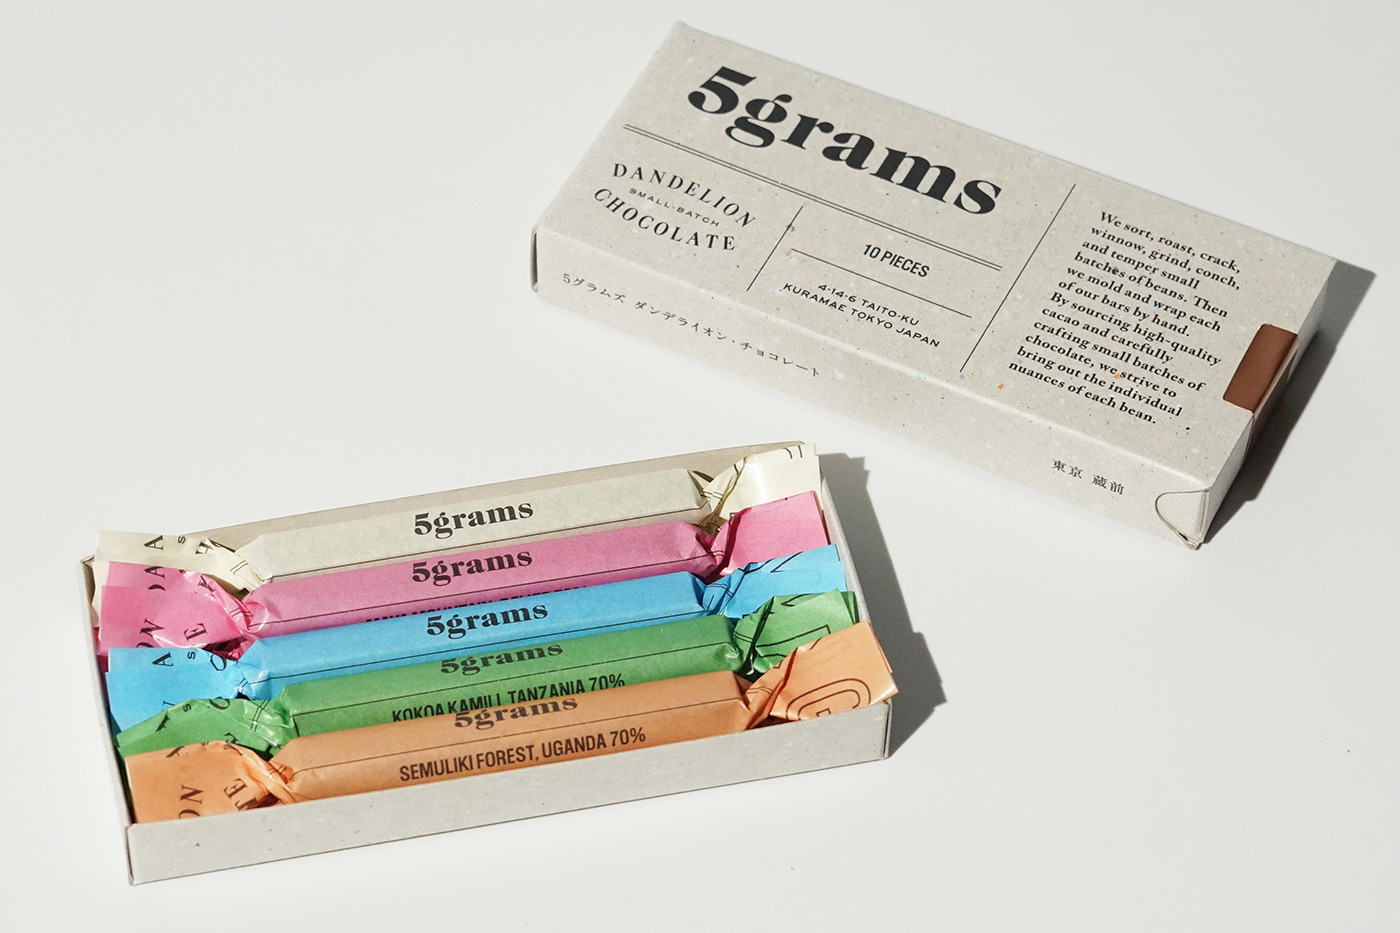 5grams
DANDELION
SMALL-BATCH
CHOCOLATE
10 PIECES
4-14-6 TAITO-KU
KURAMAE TOKYO JAPAN
We sort, roast, crack,
winnow, grind, conch,
and temper small
batches of beans. Then
we mold and wrap each
of our bars by hand.
By sourcing high-quality
cacao and carefully
crafting small batches of
chocolate, we strive to
bring out the individual
nuances of each bean.
5グラムズ ダンデライオン・チョコレート
東京 蔵前
5grams
5grams
5grams
5grams
KOKOA KAMILI, TANZANIA 70%
5grams
SEMULIKI FOREST, UGANDA 70%